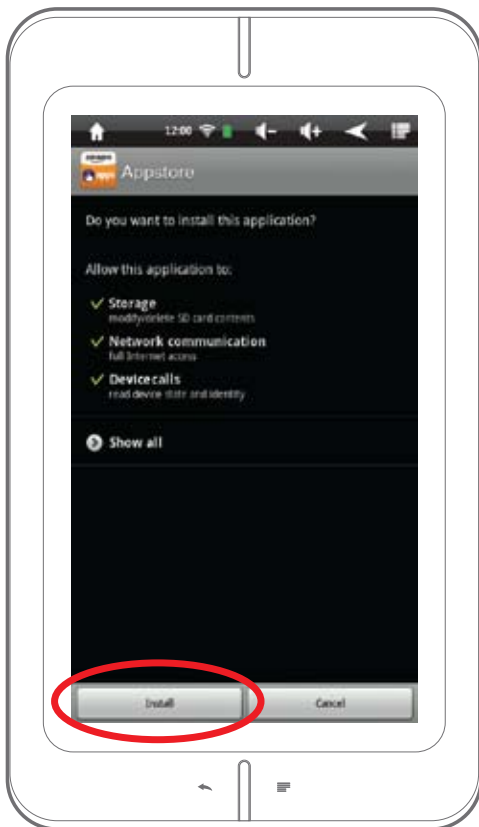 12:00
amazon
Appstore
Do you want to install this application?
Allow this application to:
Storage
modify/delete SD card contents
Network communication
full Internet access
Device calls
read device state and identity
Show all
Install
Cancel